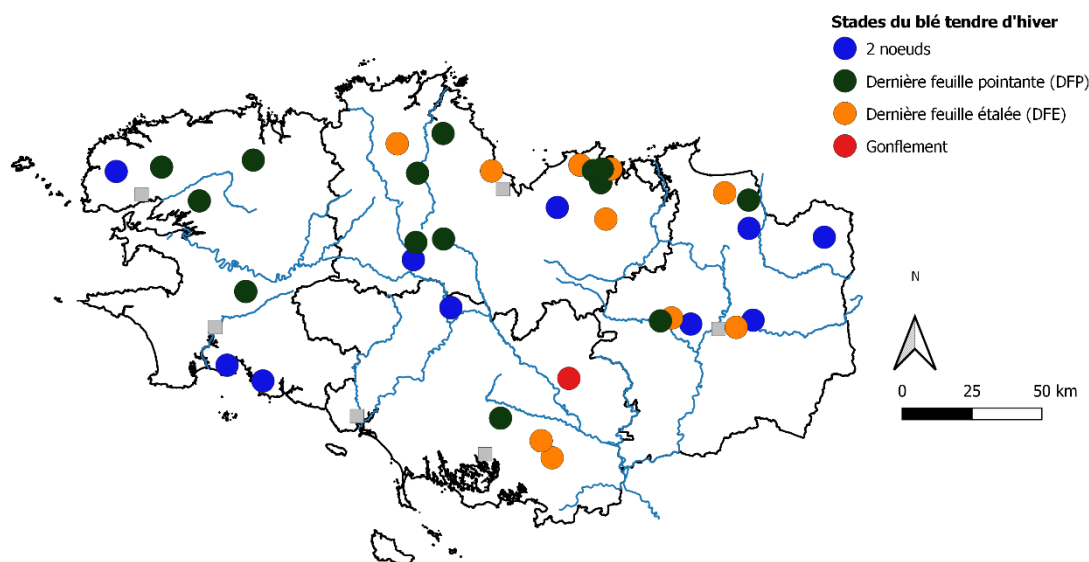 Stades du blé tendre d'hiver
2 noeuds
Dernière feuille pointante (DFP)
Dernière feuille étalée (DFE)
Gonflement
N
0 25 50 km